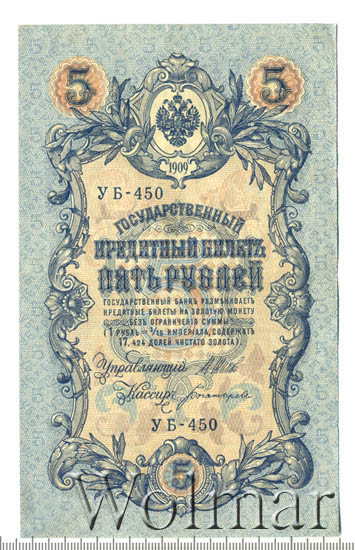 5 5
1909
УБ-450
ГОСУДАРСТВЕННЫЙ
КРЕДИТНЫЙ БИЛЕТЪ
ПЯТЬ РУБЛЕЙ
ГОСУДАРСТВЕННЫЙ БАНКЪ РАЗМѢНИВАЕТЪ
КРЕДИТНЫЕ БИЛЕТЫ НА ЗОЛОТУЮ МОНЕТУ
БЕЗЪ ОГРАНИЧЕНІЯ СУММЫ
(1 РУБЛЬ = 1/15 ИМПЕРІАЛА, СОДЕРЖИТЪ
17,424 ДОЛЕЙ ЧИСТАГО ЗОЛОТА).
Управляющій
Кассиръ
УБ-450
5
Wolmar